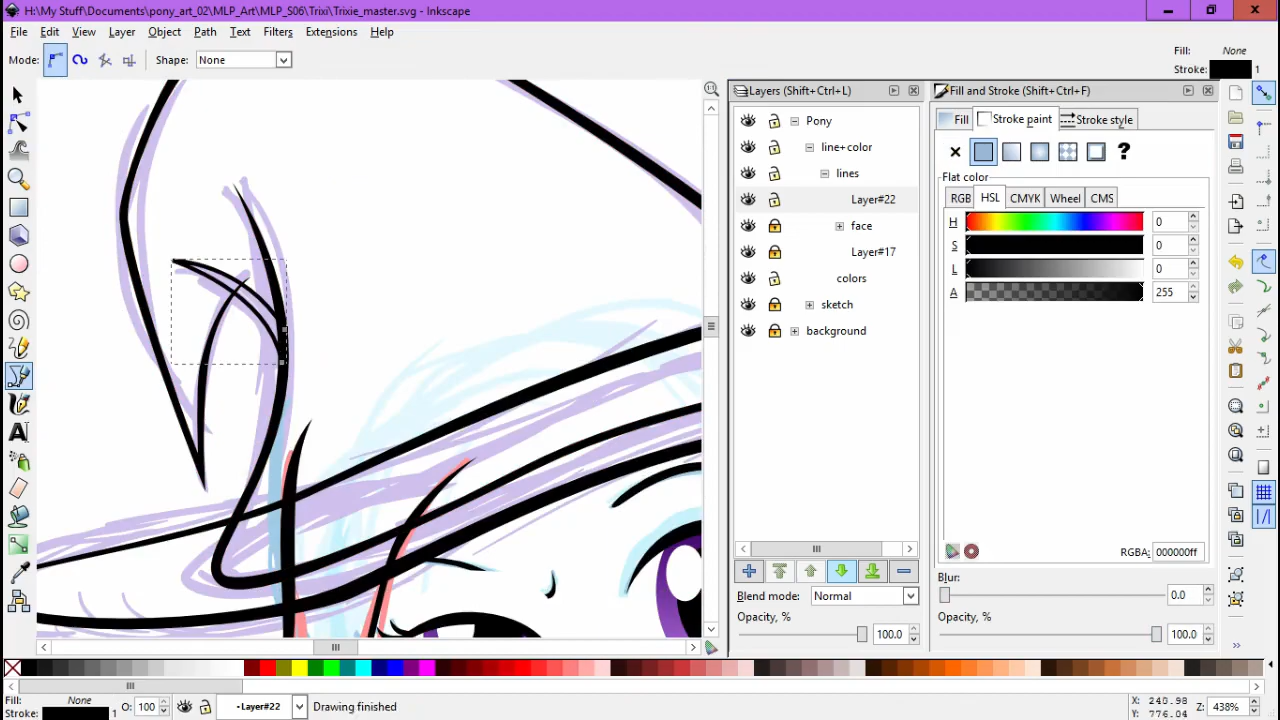 H:\My Stuff\Documents\pony_art_02\MLP_Art\MLP_S06\Trixi\Trixie_master.svg - Inkscape
File Edit View Layer Object Path Text Filters Extensions Help
Mode: Shape: None
Fill: None
Stroke: 1
Layers (Shift+Ctrl+L)
Fill and Stroke (Shift+Ctrl+F)
Pony
line+color
lines
Layer#22
face
Layer#17
colors
sketch
background
Fill Stroke paint Stroke style
?
Flat color
RGB HSL CMYK Wheel CMS
H 0
S 0
L 0
A 255
RGBA: 000000ff
Blend mode: Normal
Opacity, %
100.0
Blur:
0.0
Opacity, %
100.0
Fill: None
Stroke: 1
O: 100
-Layer#22
Drawing finished
X: 240.98
Y: 776.04
Z: 438%